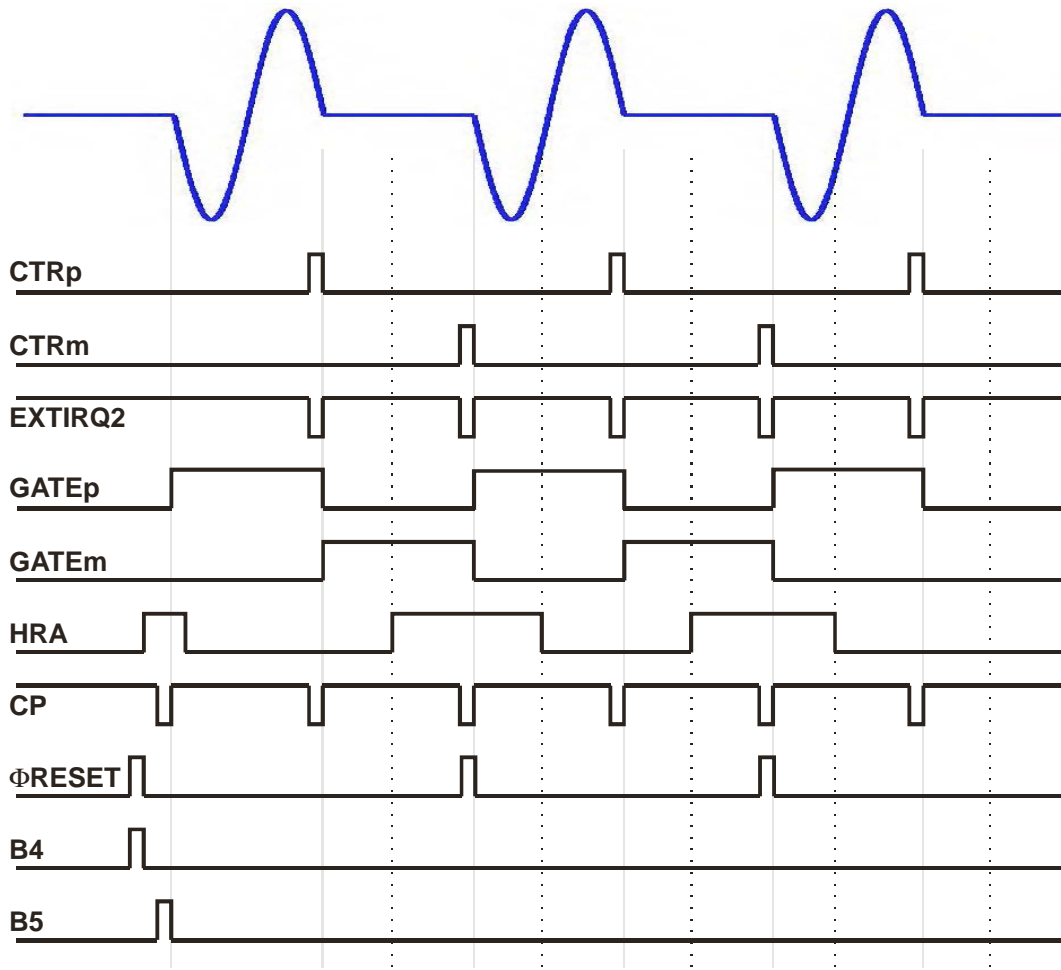 CTRp
CTRm
EXTIRQ2
GATEp
GATEm
HRA
CP
ΦRESET
B4
B5